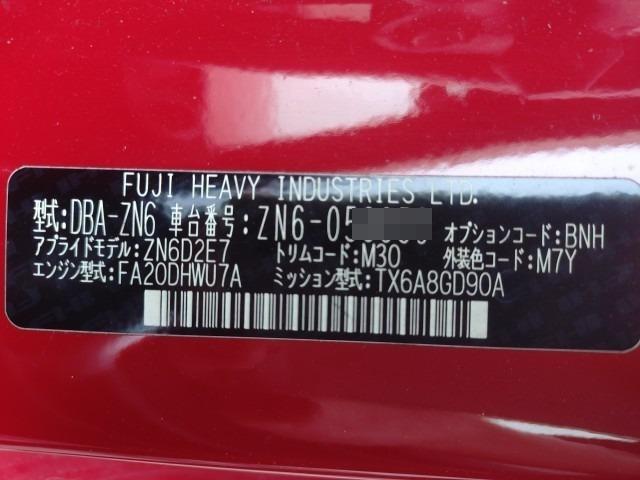 FUJI HEAVY INDUSTRIES LTD.
型式:DBA-ZN6 車台番号:ZN6-05 オプションコード:BNH
アプライドモデル:ZN6D2E7 トリムコード:M30 外装色コード:M7Y
エンジン型式:FA20DHWU7A ミッション型式:TX6A8GD90A